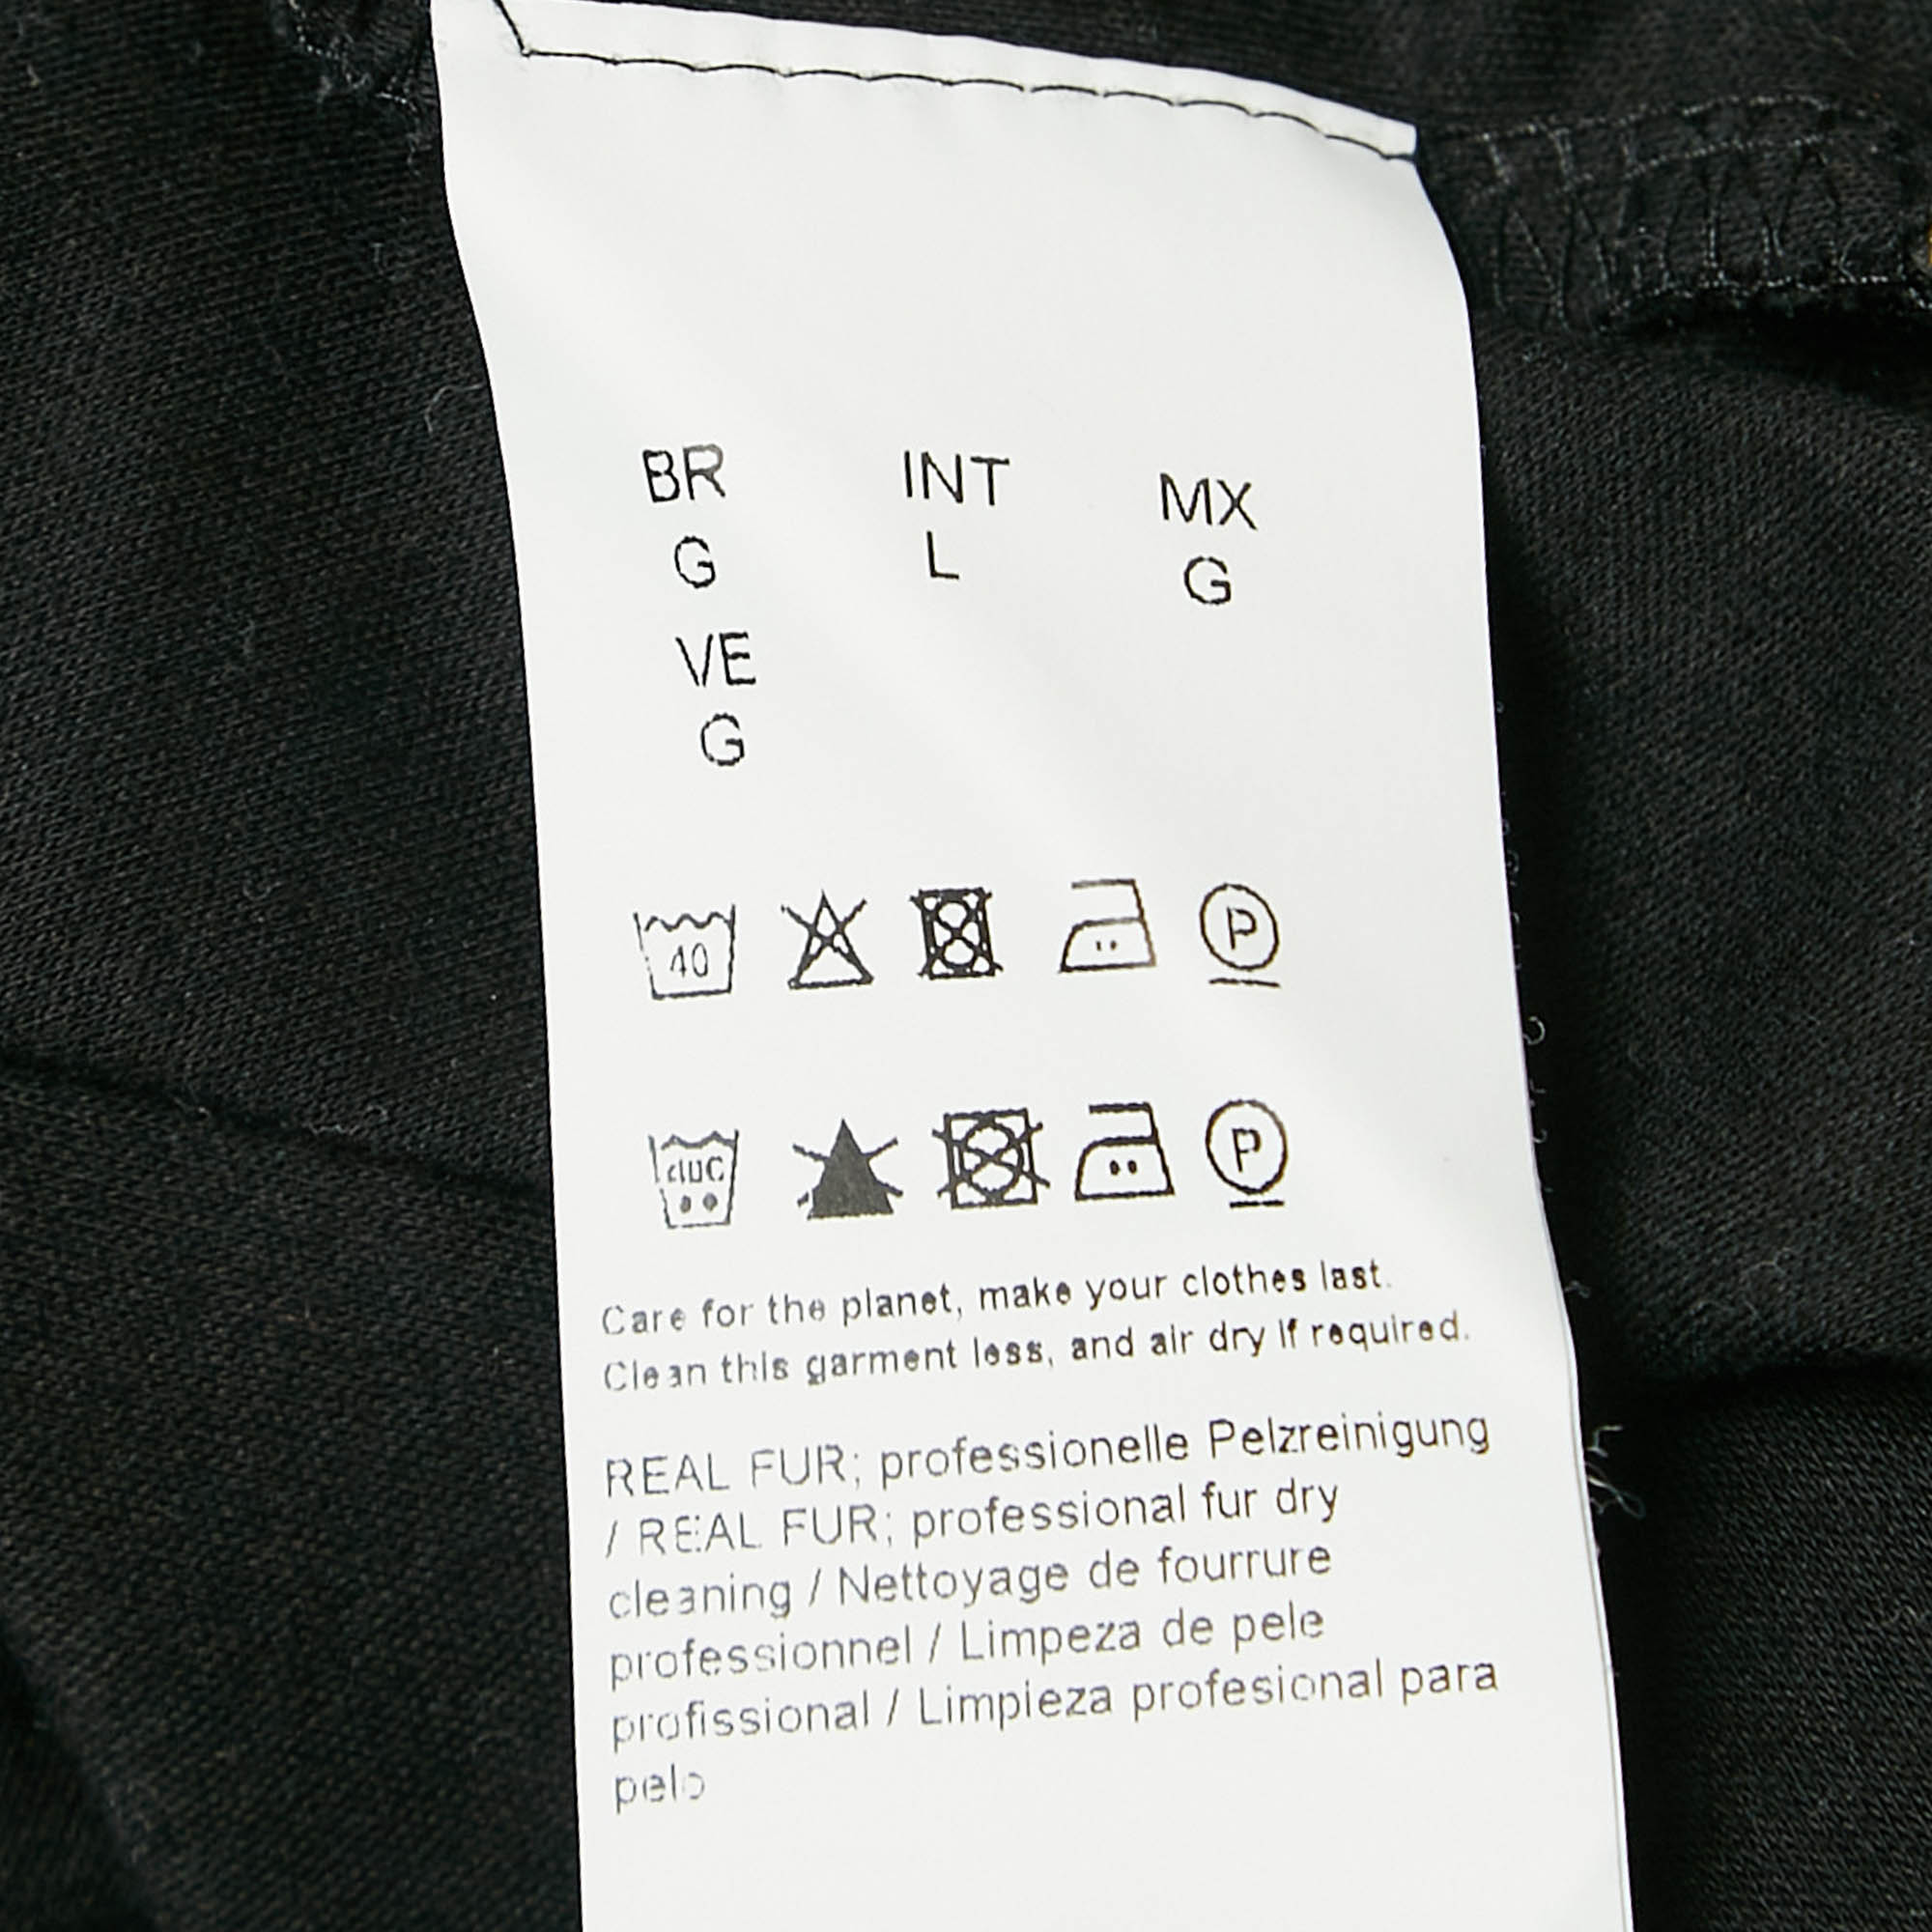 BR INT MX
G L G
VE
G
40 P
P
Care for the planet, make your clothes last.
Clean this garment less, and air dry if required.
REAL FUR; professionelle Pelzreinigung
/ REAL FUR; professional fur dry
cleaning / Nettoyage de fourrure
professionnel / Limpeza de pele
profissional / Limpieza profesional para
pelo